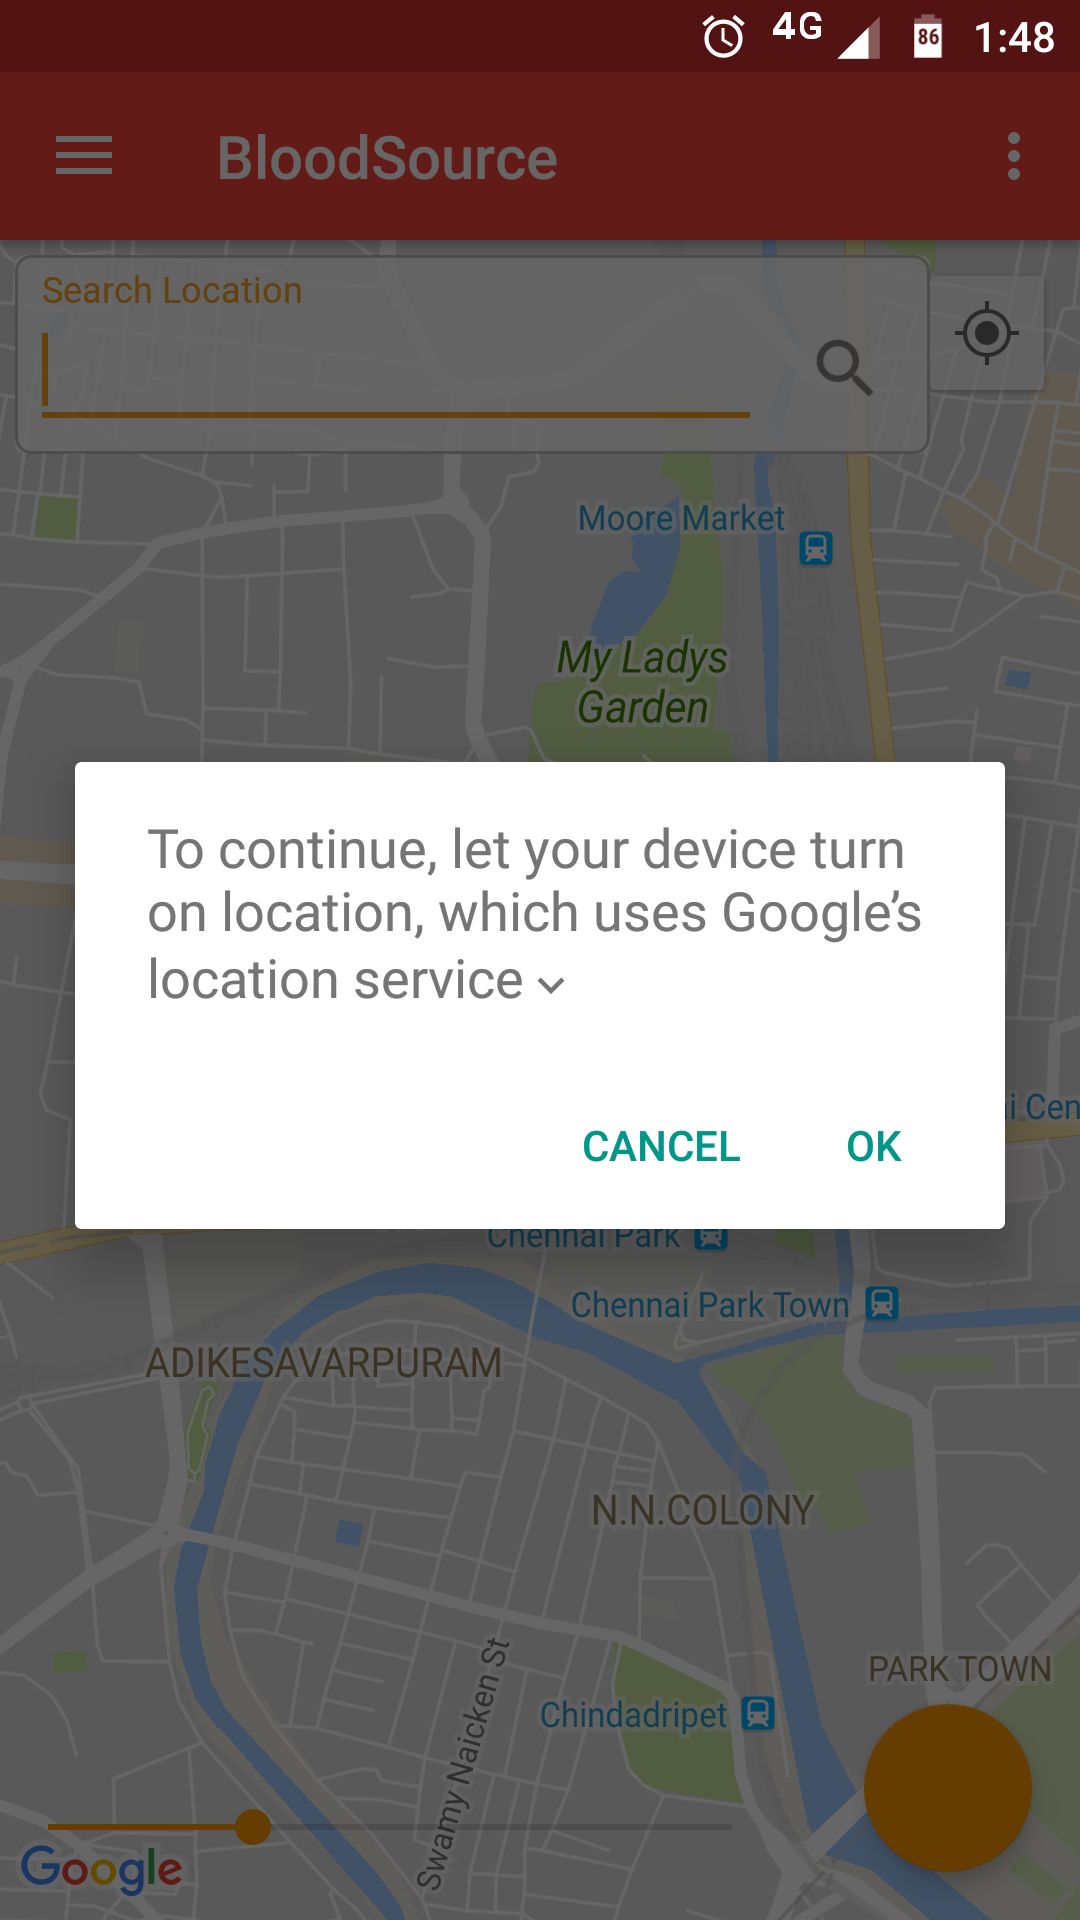 4G 86 1:48
BloodSource
Search Location
Moore Market
My Ladys
Garden
To continue, let your device turn
on location, which uses Google’s
location service
CANCEL OK
Chennai Park
Chennai Park Town
ADIKESAVARPURAM
N.N.COLONY
PARK TOWN
Swamy Naicken St
Chindadripet
Google